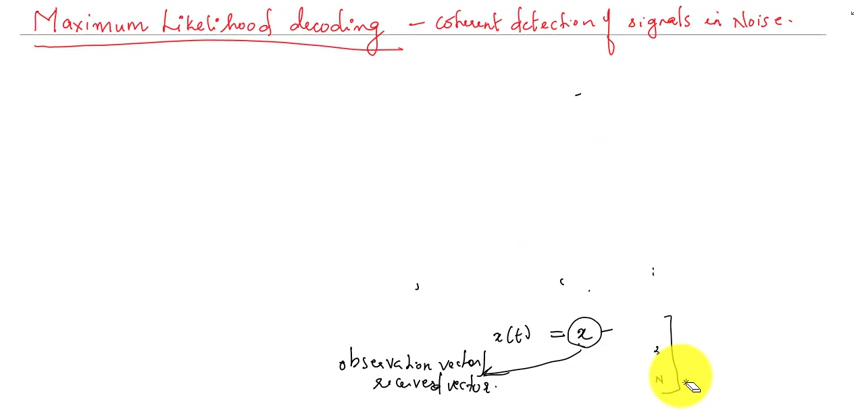 Maximum Likelihood decoding - coherent detection of signals in Noise.
x(t) = x
observation vector/
received vector.
N